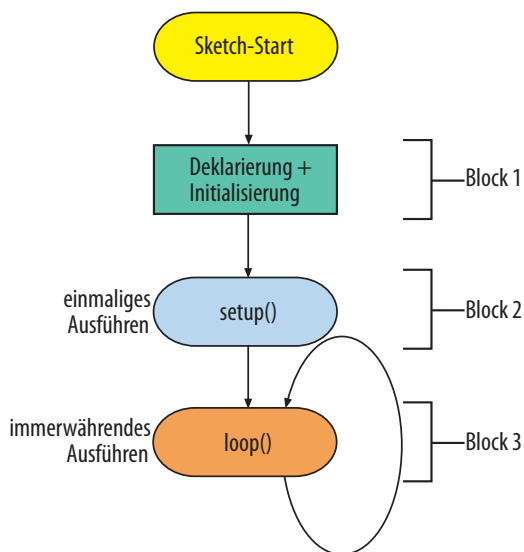 Sketch-Start
Deklarierung +
Initialisierung
Block 1
einmaliges
Ausführen
setup()
Block 2
immerwährendes
Ausführen
loop()
Block 3